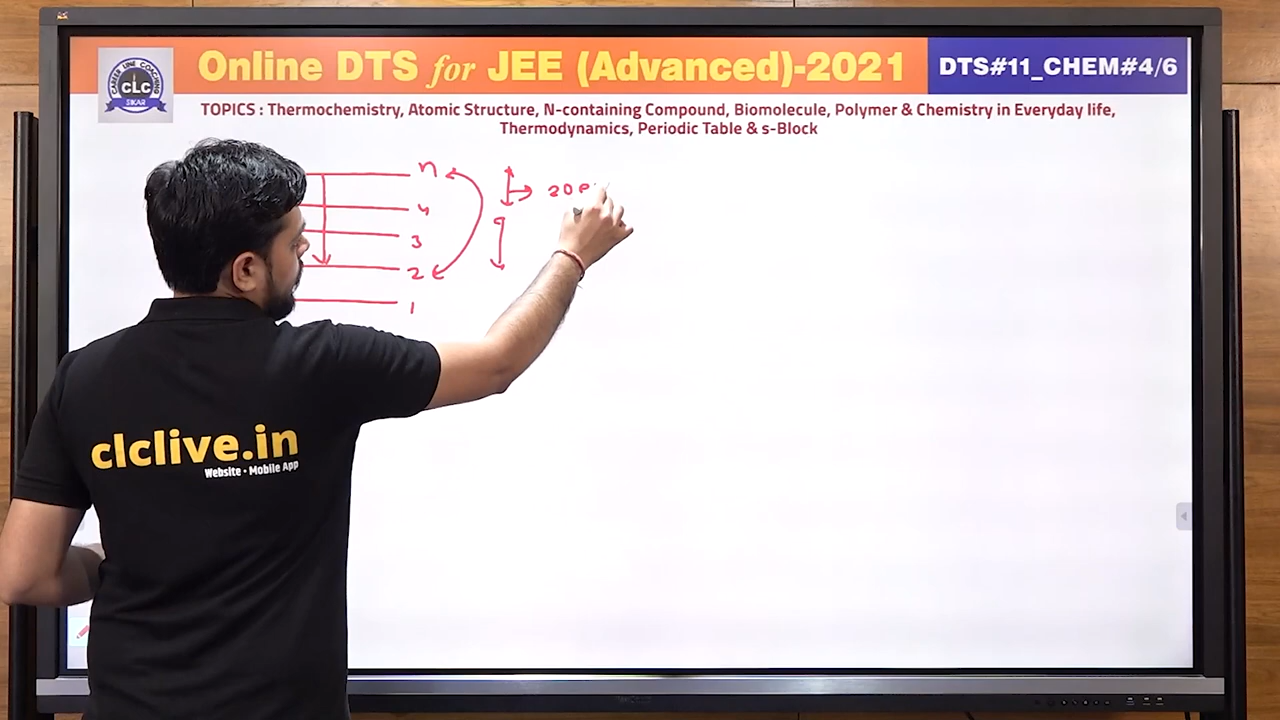 Online DTS for JEE (Advanced)-2021
DTS#11_CHEM#4/6
CAREER LINE COACHING
CLC
SIKAR
TOPICS : Thermochemistry, Atomic Structure, N-containing Compound, Biomolecule, Polymer & Chemistry in Everyday life,
Thermodynamics, Periodic Table & s-Block
n
4
3
2
1
clclive.in
Website • Mobile App